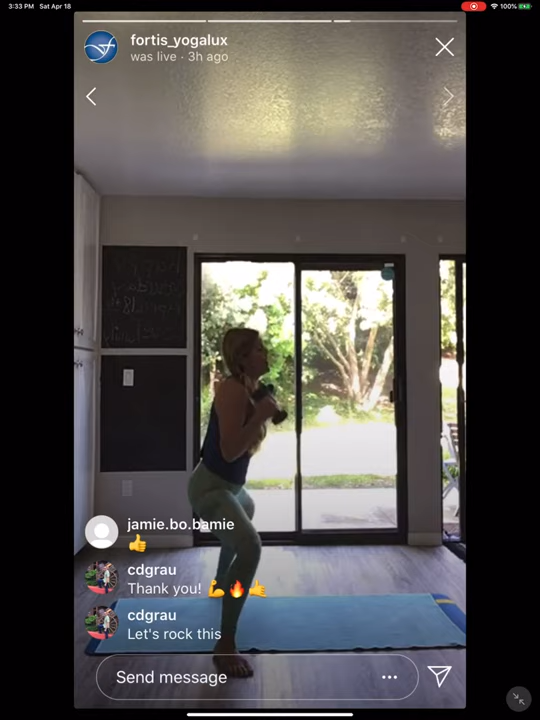 3:33 PM Sat Apr 18
100%
fortis_yogalux
was live · 3h ago
jamie.bo.bamie
👍
cdgrau
Thank you! 💪🔥👍
cdgrau
Let's rock this
Send message